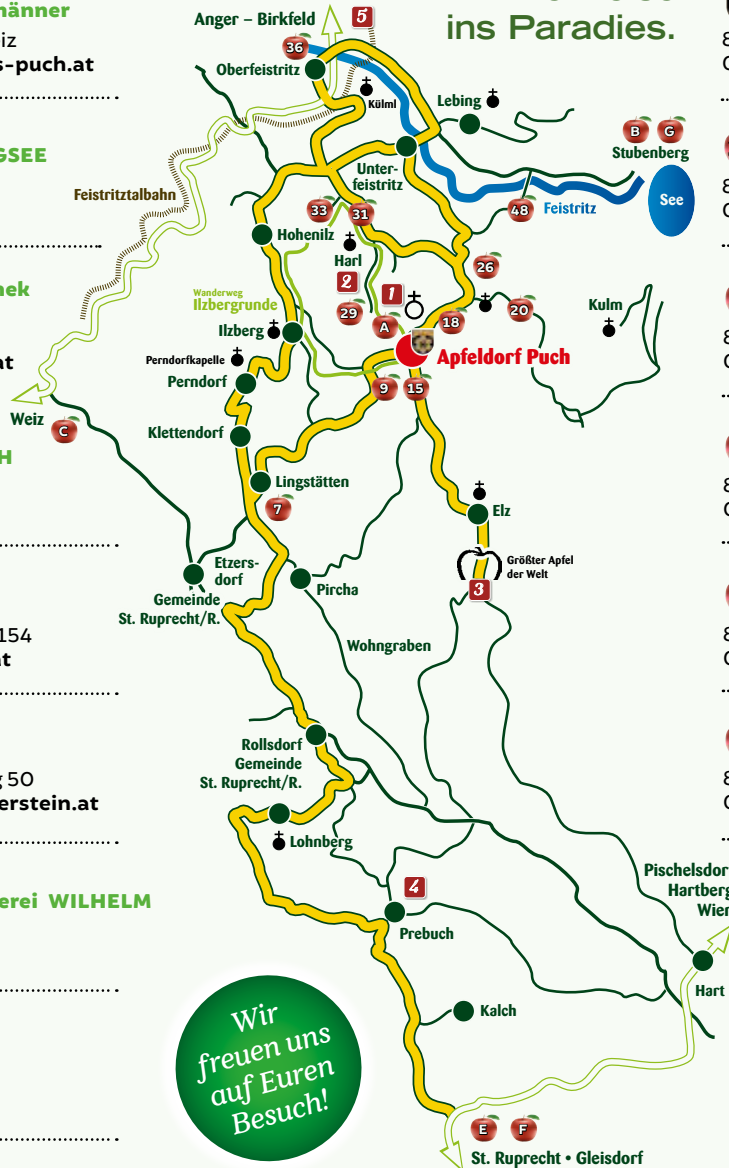 männer
iz
s-puch.at
GSEE
nek
at
H
154
at
g 50
erstein.at
erei WILHELM
ins Paradies.
Anger – Birkfeld
5
36
Oberfeistritz
Külml
Lebing
B G
Stubenberg
Unter-
feistritz
See
Feistritztalbahn
Feistritz
33
31
48
Hohenilz
Harl
26
2
1
Wanderweg
Ilzbergrunde
29
A
18
20
Kulm
Ilzberg
Perndorfkapelle
Apfeldorf Puch
Perndorf
9 15
Weiz
C
Klettendorf
Lingstätten
7
Elz
Etzers-
dorf
Gemeinde
St. Ruprecht/R.
Pircha
Größter Apfel
der Welt
3
Wohngraben
Rollsdorf
Gemeinde
St. Ruprecht/R.
Lohnberg
4
Prebuch
Pischelsdor
Hartberg
Wien
Hart
Kalch
Wir
freuen uns
auf Euren
Besuch!
E F
St. Ruprecht • Gleisdorf